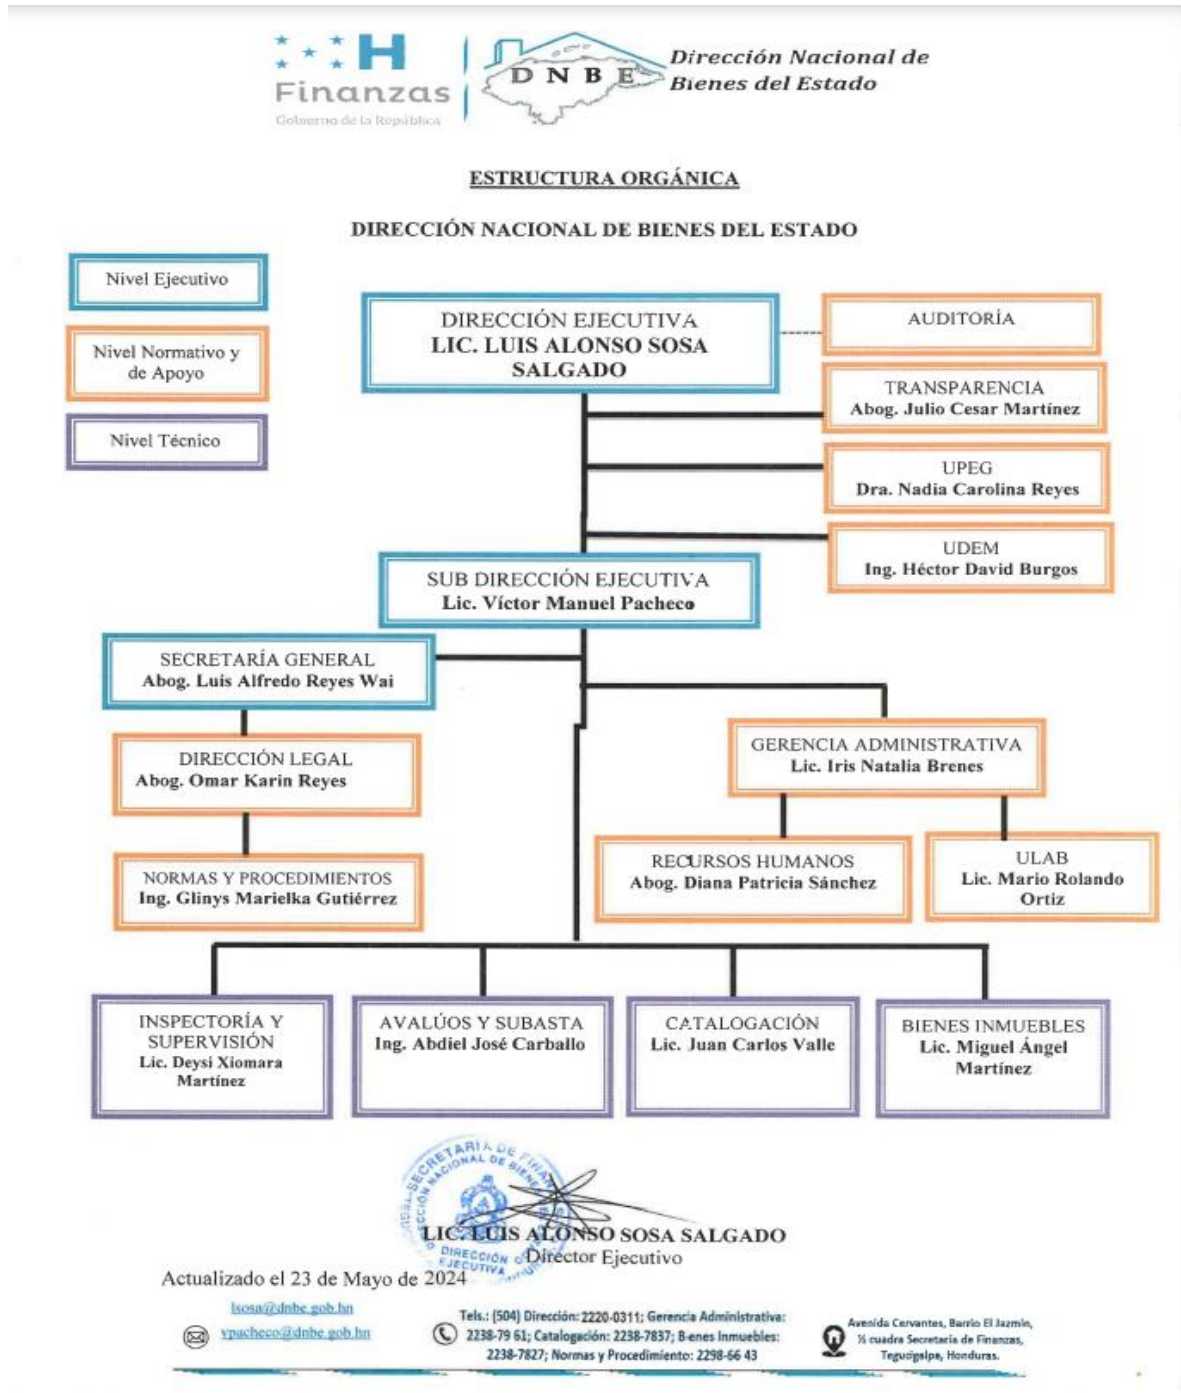 H
Finanzas
Gobierno de la República
DNBE
Dirección Nacional de
Bienes del Estado
ESTRUCTURA ORGÁNICA
DIRECCIÓN NACIONAL DE BIENES DEL ESTADO
Nivel Ejecutivo
Nivel Normativo y
de Apoyo
Nivel Técnico
DIRECCIÓN EJECUTIVA
LIC. LUIS ALONSO SOSA
SALGADO
AUDITORÍA
TRANSPARENCIA
Abog. Julio Cesar Martínez
UPEG
Dra. Nadia Carolina Reyes
UDEM
Ing. Héctor David Burgos
SUB DIRECCIÓN EJECUTIVA
Lic. Víctor Manuel Pacheco
SECRETARÍA GENERAL
Abog. Luis Alfredo Reyes Wai
DIRECCIÓN LEGAL
Abog. Omar Karin Reyes
NORMAS Y PROCEDIMIENTOS
Ing. Glinys Marielka Gutiérrez
GERENCIA ADMINISTRATIVA
Lic. Iris Natalia Brenes
RECURSOS HUMANOS
Abog. Diana Patricia Sánchez
ULAB
Lic. Mario Rolando
Ortiz
INSPECTORÍA Y
SUPERVISIÓN
Lic. Deysi Xiomara
Martínez
AVALÚOS Y SUBASTA
Ing. Abdiel José Carballo
CATALOGACIÓN
Lic. Juan Carlos Valle
BIENES INMUEBLES
Lic. Miguel Ángel
Martínez
SECRETARÍA DE
NACIONAL DE
DIRECCIÓN
EJECUTIVA
LIC. LUIS ALONSO SOSA SALGADO
Director Ejecutivo
Actualizado el 23 de Mayo de 2024
lsosa@dnbe.gob.hn
vpacheco@dnbe.gob.hn
Tels.: (504) Dirección: 2220-0311; Gerencia Administrativa:
2238-79 61; Catalogación: 2238-7837; Bienes Inmuebles:
2238-7827; Normas y Procedimiento: 2298-66 43
Avenida Cervantes, Barrio El Jazmín,
½ cuadra Secretaría de Finanzas,
Tegucigalpa, Honduras.